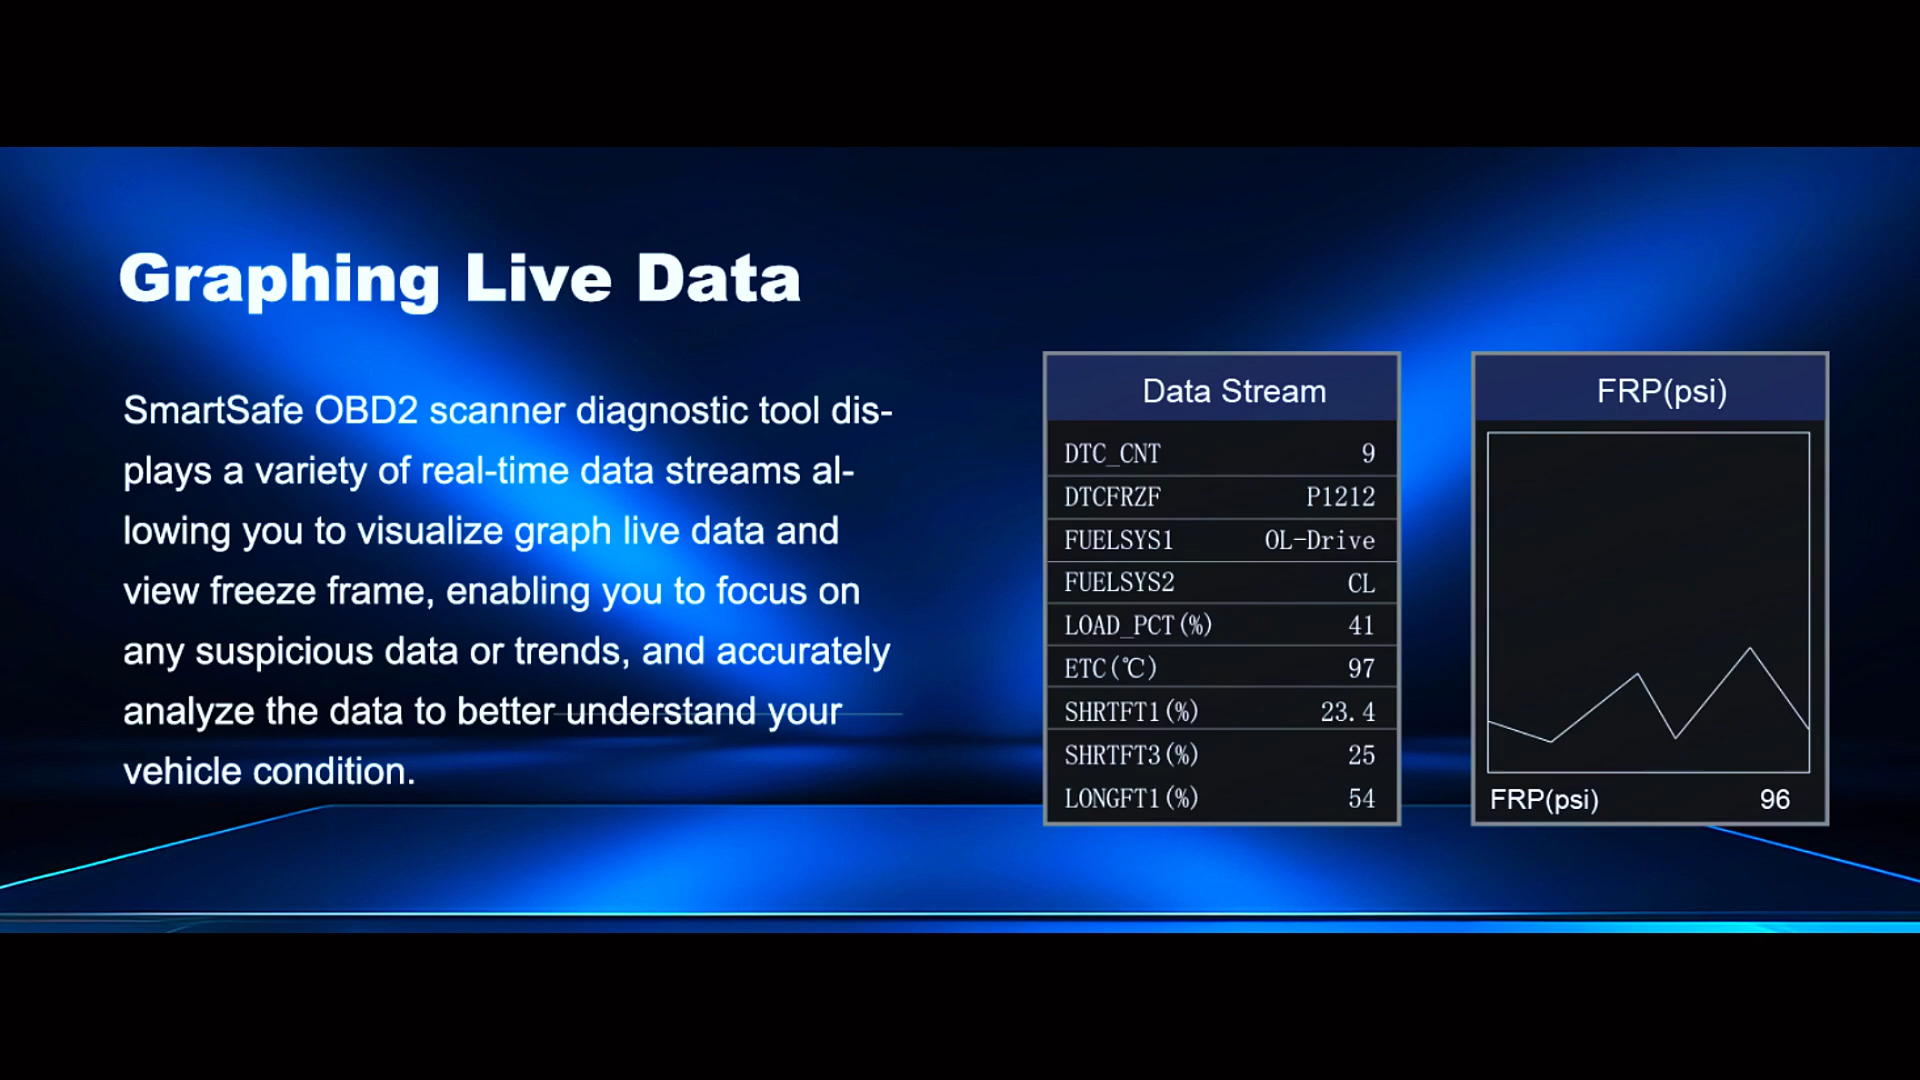 Graphing Live Data
SmartSafe OBD2 scanner diagnostic tool dis-
plays a variety of real-time data streams al-
lowing you to visualize graph live data and
view freeze frame, enabling you to focus on
any suspicious data or trends, and accurately
analyze the data to better understand your
vehicle condition.
Data Stream
DTC_CNT 9
DTCFRZF P1212
FUELSYS1 OL-Drive
FUELSYS2 CL
LOAD_PCT(%) 41
ETC(℃) 97
SHRTFT1(%) 23.4
SHRTFT3(%) 25
LONGFT1(%) 54
FRP(psi)
FRP(psi) 96